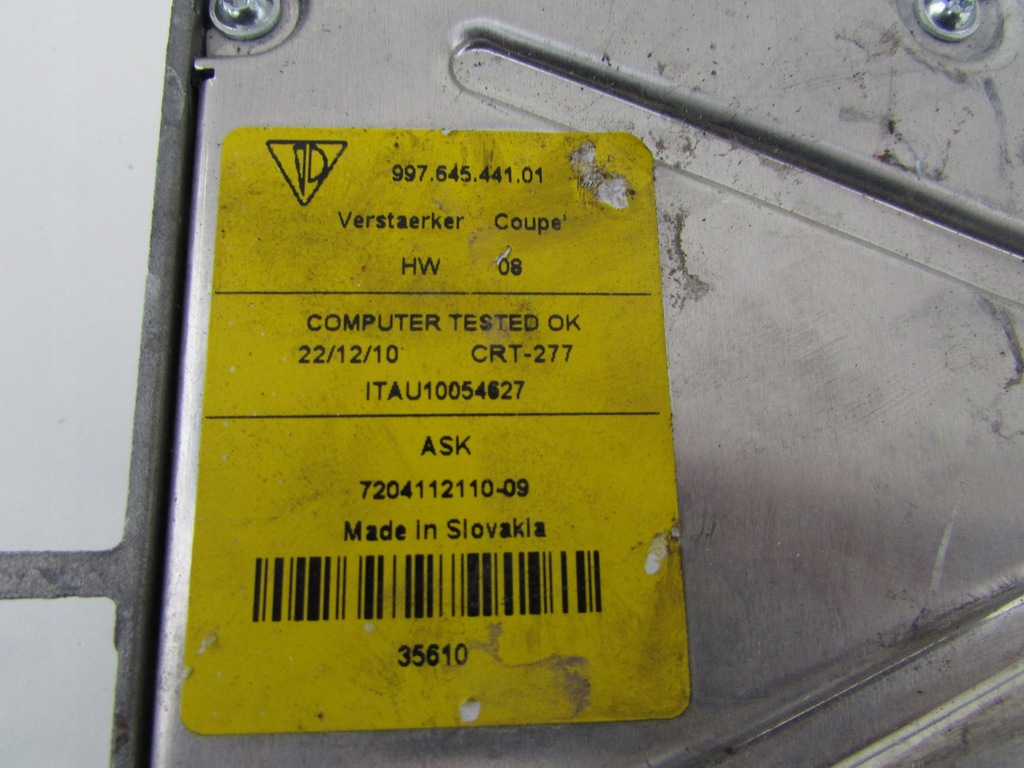 997.645.441.01
Verstaerker Coupe'
HW 08
COMPUTER TESTED OK
22/12/10 CRT-277
ITAU10054627
ASK
7204112110-09
Made in Slovakia
35610